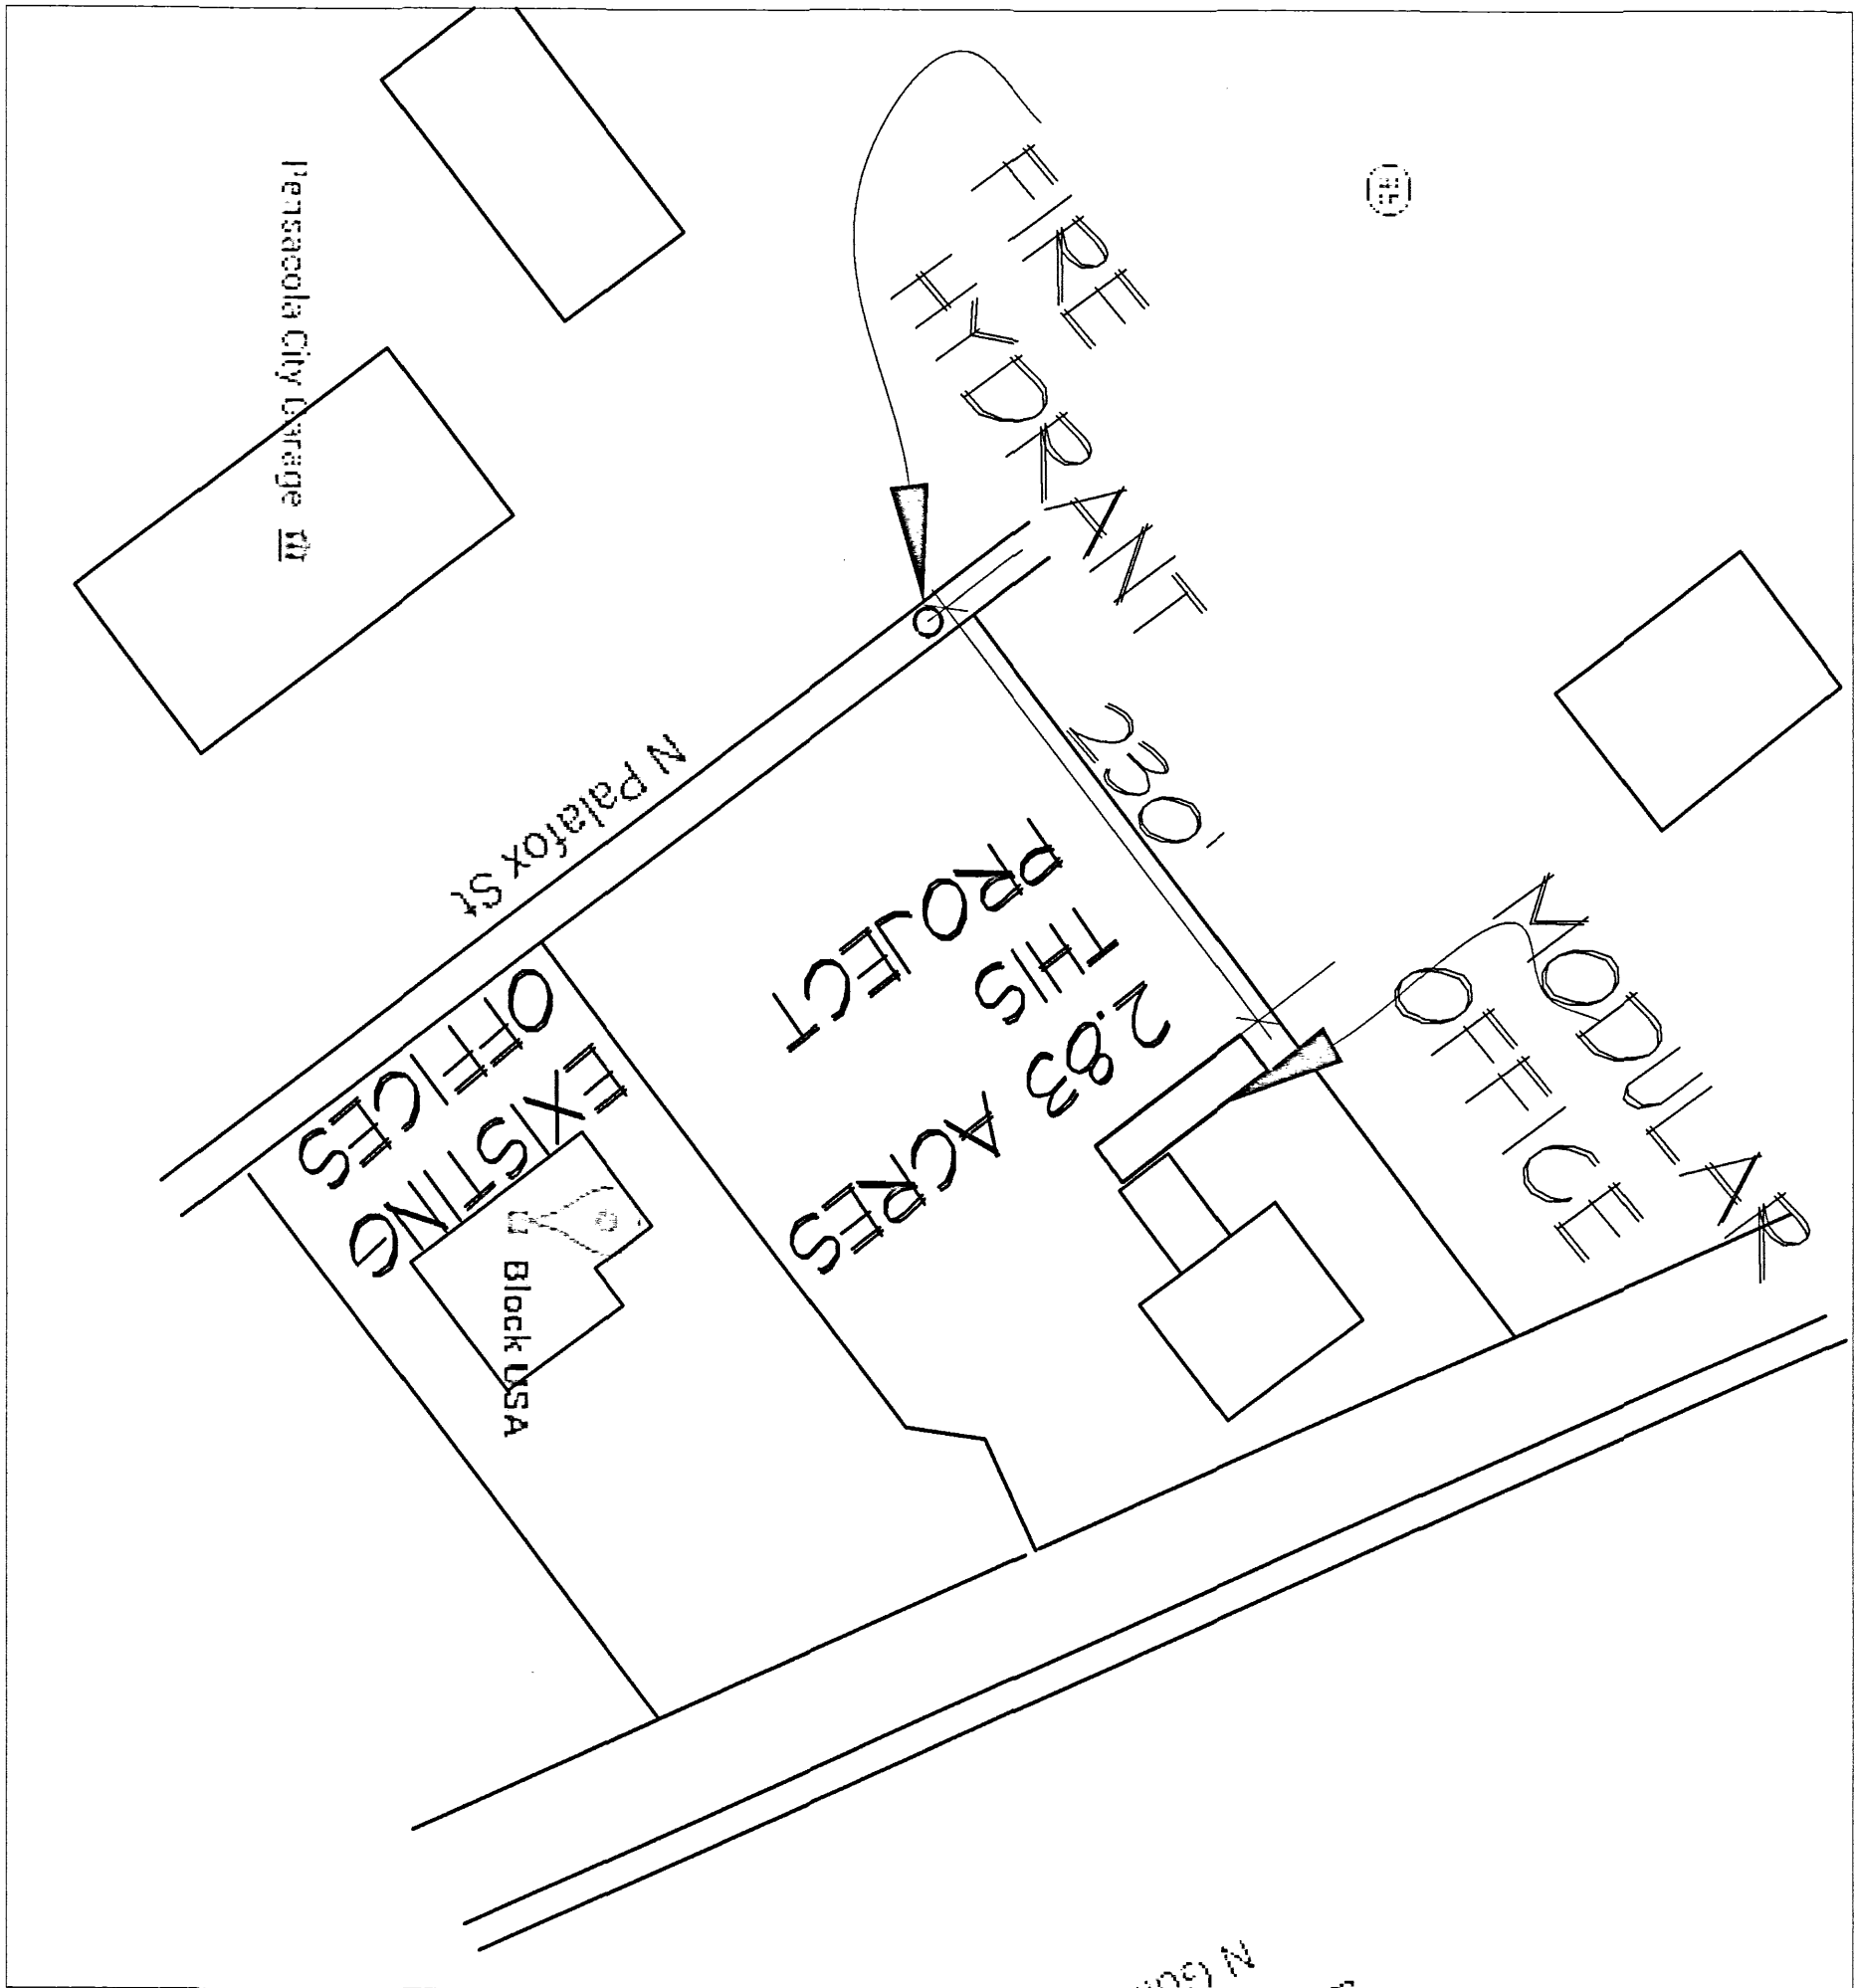 FIRE
HYDRANT
Pensacola City Garage
230'
N Palafox St
MODULAR
OFFICE
2.83 ACRES
THIS
PROJECT
EXISTING
OFFICES
Block USA